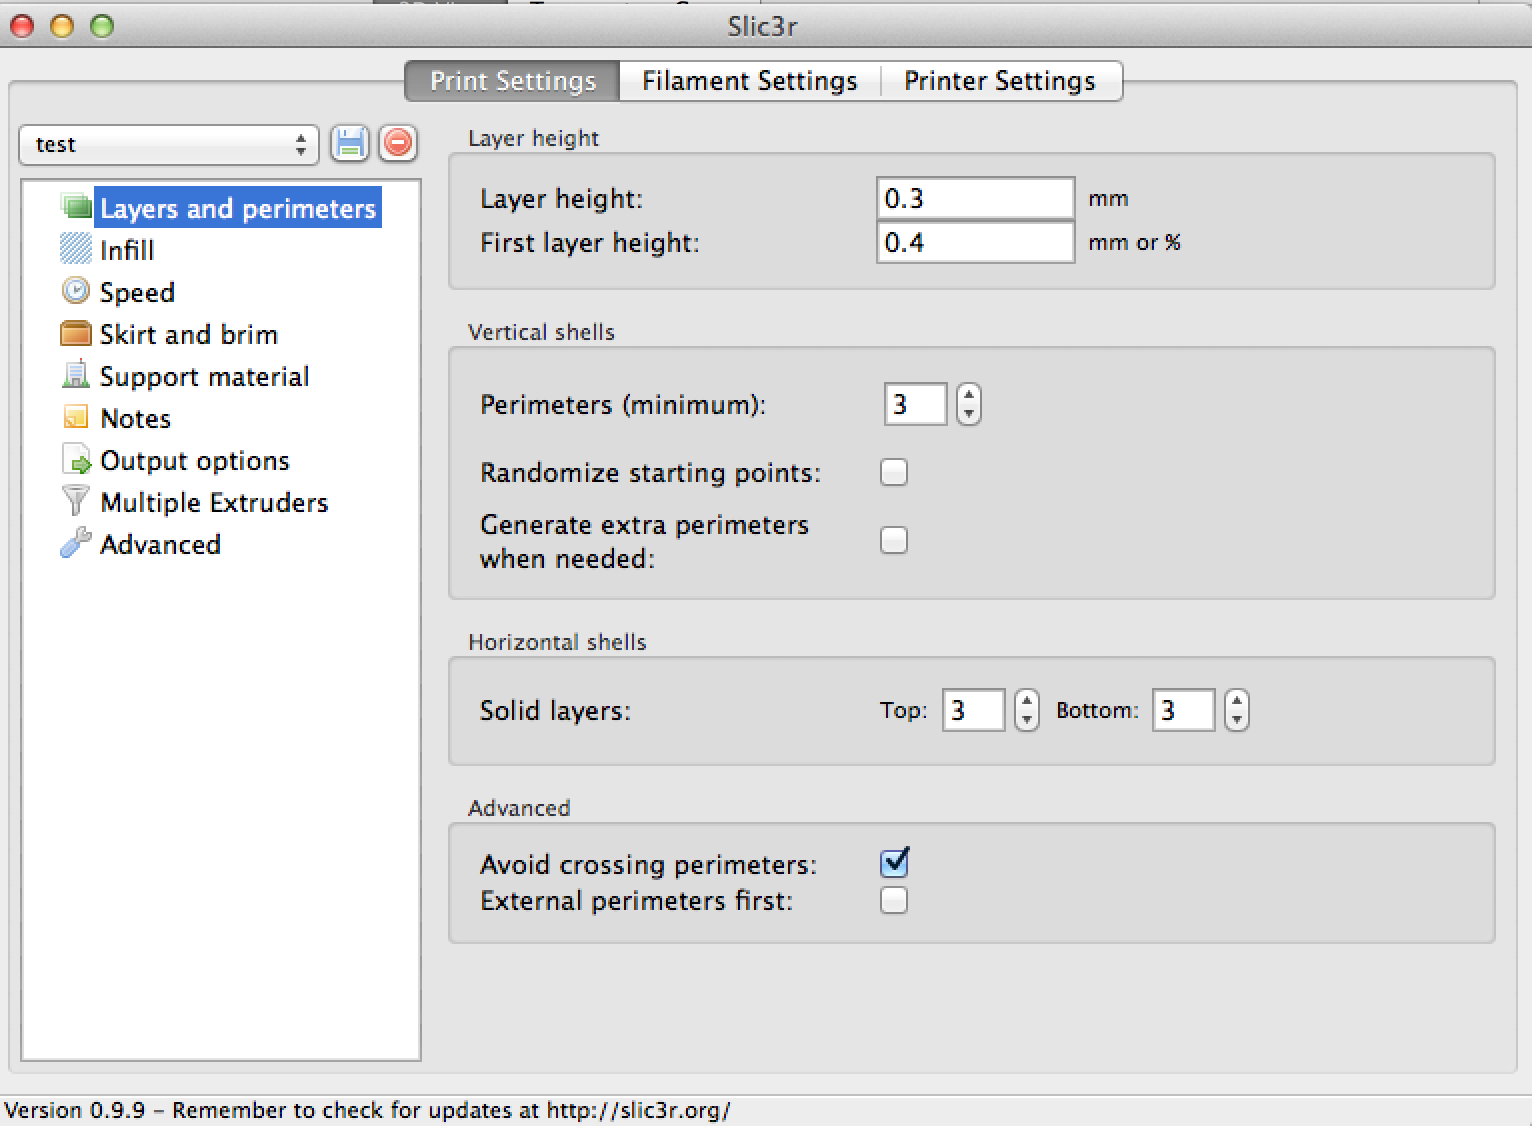 Slic3r
Print Settings Filament Settings Printer Settings
test
Layers and perimeters
Infill
Speed
Skirt and brim
Support material
Notes
Output options
Multiple Extruders
Advanced
Layer height
Layer height: 0.3 mm
First layer height: 0.4 mm or %
Vertical shells
Perimeters (minimum): 3
Randomize starting points:
Generate extra perimeters
when needed:
Horizontal shells
Solid layers: Top: 3 Bottom: 3
Advanced
Avoid crossing perimeters:
External perimeters first:
Version 0.9.9 – Remember to check for updates at http://slic3r.org/